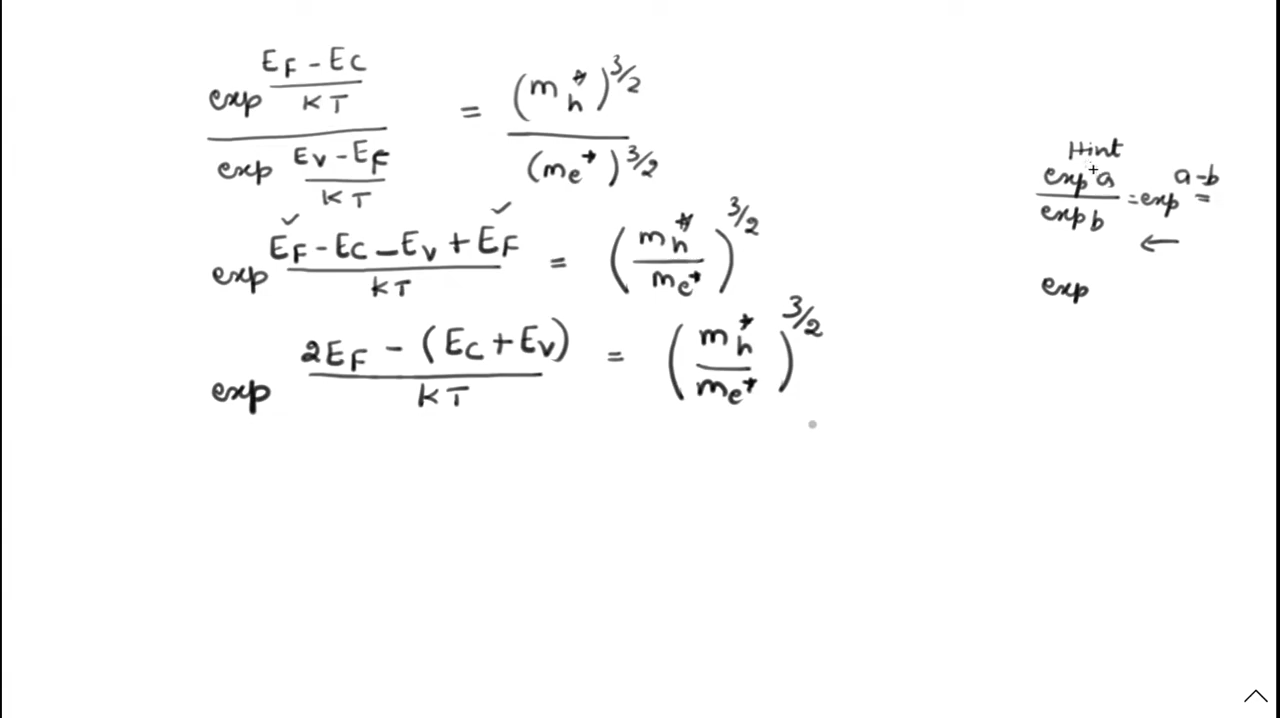 exp (E_F - E_C)/(KT) / exp (E_V - E_F)/(KT) = (m_h*)^3/2 / (m_e*)^3/2
exp (E_F - E_C - E_V + E_F)/(KT) = (m_h*/m_e*)^3/2
exp (2E_F - (E_C + E_V))/(KT) = (m_h*/m_e*)^3/2
Hint
exp a / exp b = exp^a-b =
←
exp